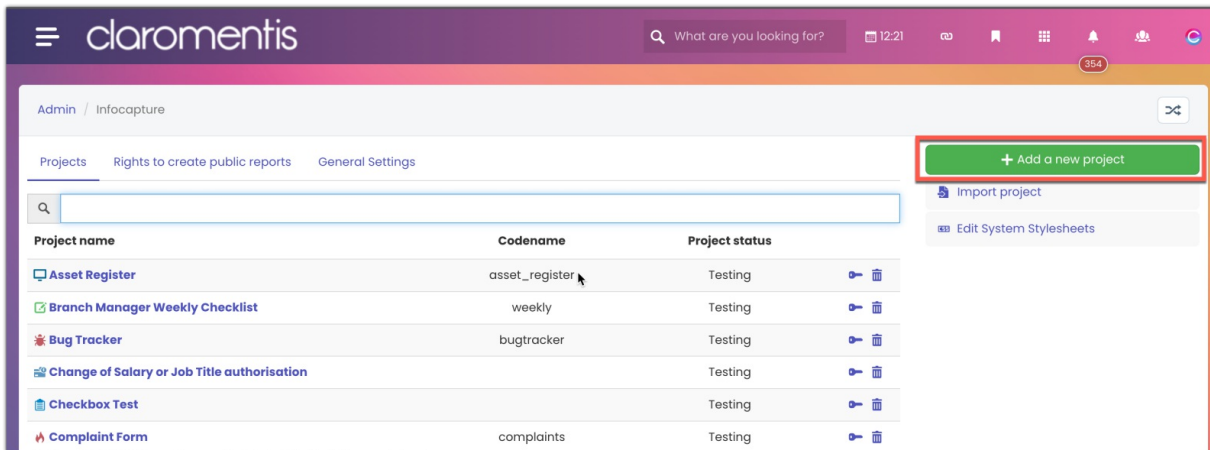 claromentis
What are you looking for?
12:21
354
Admin / Infocapture
Projects
Rights to create public reports
General Settings
+ Add a new project
Import project
Edit System Stylesheets
Project name Codename Project status
Asset Register asset_register Testing
Branch Manager Weekly Checklist weekly Testing
Bug Tracker bugtracker Testing
Change of Salary or Job Title authorisation Testing
Checkbox Test Testing
Complaint Form complaints Testing